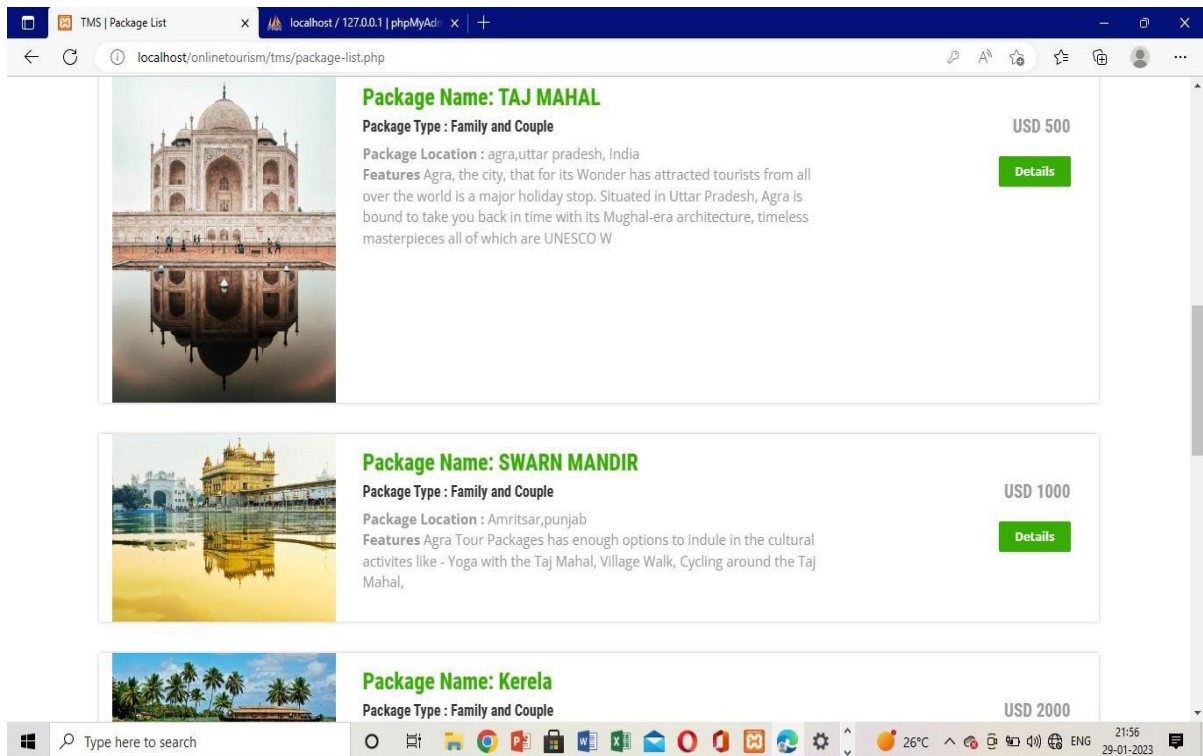 TMS | Package List
localhost / 127.0.0.1 | phpMyAdn
localhost/onlinetourism/tms/package-list.php
Package Name: TAJ MAHAL
Package Type : Family and Couple
USD 500
Package Location : agra,uttar pradesh, India
Details
Features Agra, the city, that for its Wonder has attracted tourists from all
over the world is a major holiday stop. Situated in Uttar Pradesh, Agra is
bound to take you back in time with its Mughal-era architecture, timeless
masterpieces all of which are UNESCO W
Package Name: SWARN MANDIR
Package Type : Family and Couple
USD 1000
Package Location : Amritsar,punjab
Details
Features Agra Tour Packages has enough options to indule in the cultural
activites like - Yoga with the Taj Mahal, Village Walk, Cycling around the Taj
Mahal,
Package Name: Kerela
Package Type : Family and Couple
USD 2000
Type here to search
26°C
ENG
21:56
29-01-2023